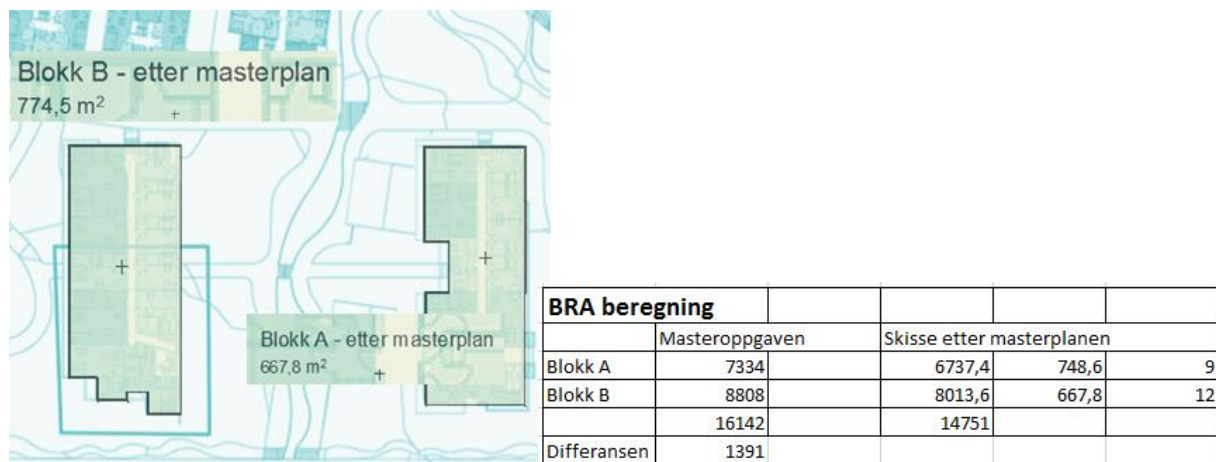 Blokk B - etter masterplan
774,5 m²
Blokk A - etter masterplan
667,8 m²
BRA beregning
Masteroppgaven Skisse etter masterplanen
Blokk A 7334 6737,4 748,6 9
Blokk B 8808 8013,6 667,8 12
16142 14751
Differansen 1391